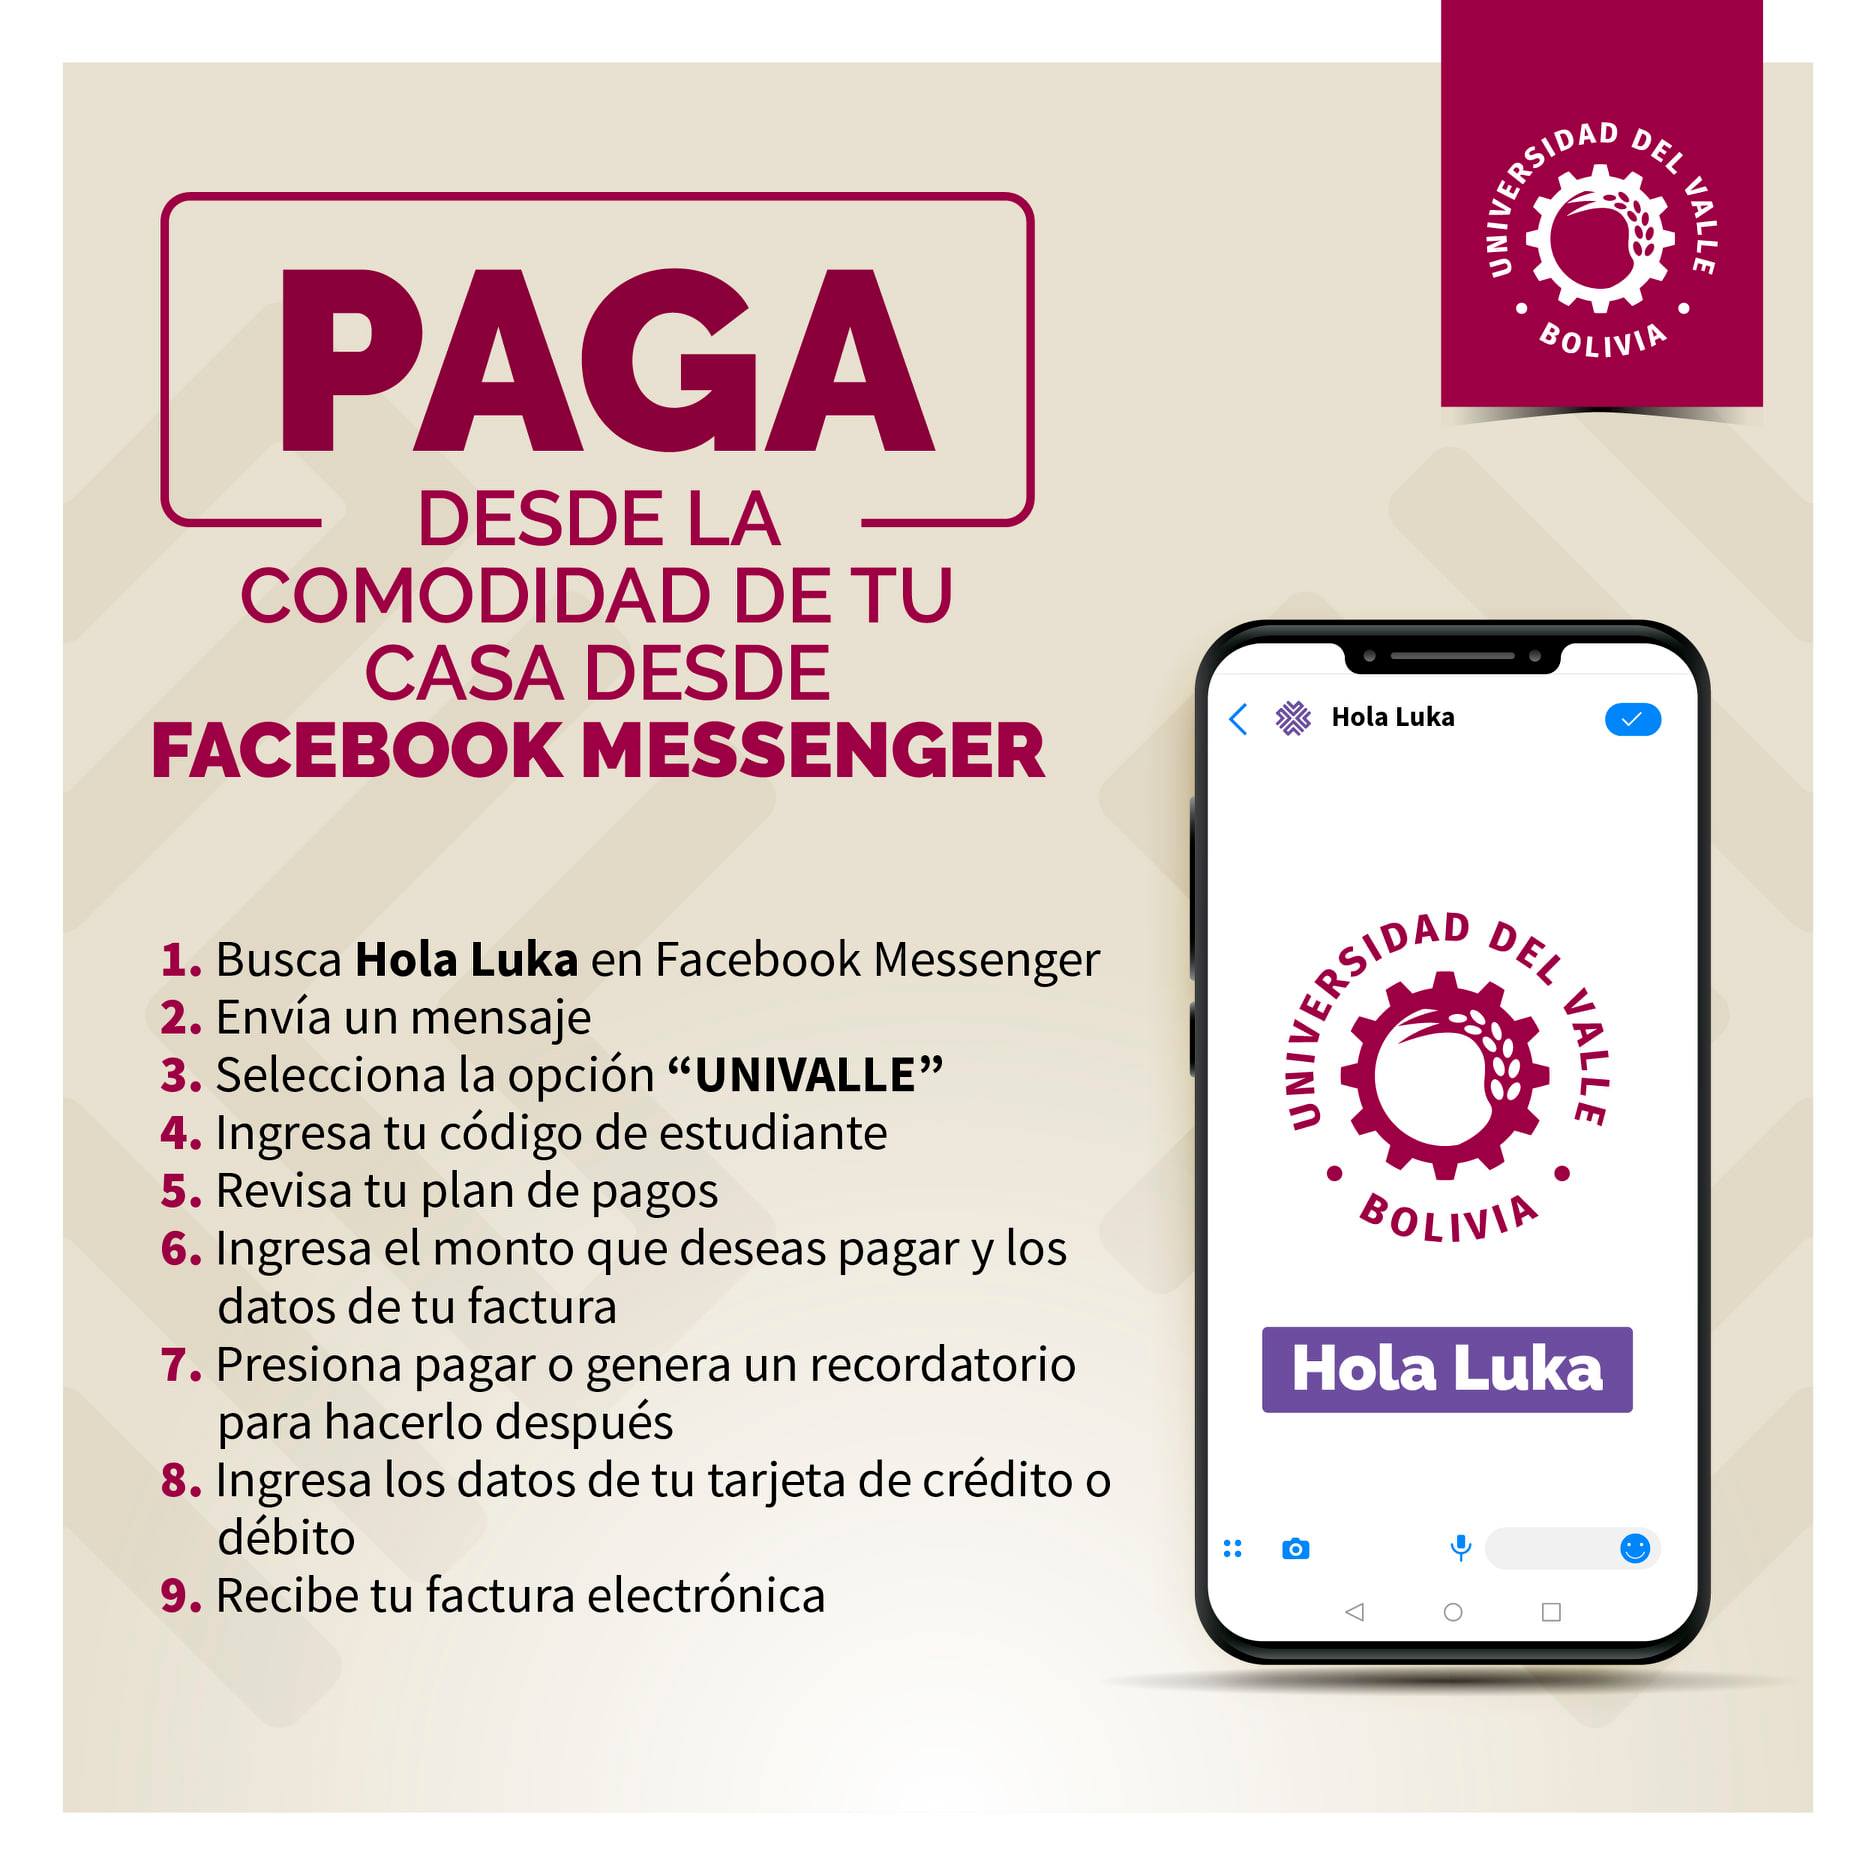 UNIVERSIDAD DEL VALLE
• BOLIVIA •
PAGA
DESDE LA
COMODIDAD DE TU
CASA DESDE
FACEBOOK MESSENGER
1. Busca Hola Luka en Facebook Messenger
2. Envía un mensaje
3. Selecciona la opción “UNIVALLE”
4. Ingresa tu código de estudiante
5. Revisa tu plan de pagos
6. Ingresa el monto que deseas pagar y los
datos de tu factura
7. Presiona pagar o genera un recordatorio
para hacerlo después
8. Ingresa los datos de tu tarjeta de crédito o
débito
9. Recibe tu factura electrónica
Hola Luka
UNIVERSIDAD DEL VALLE
• BOLIVIA •
Hola Luka